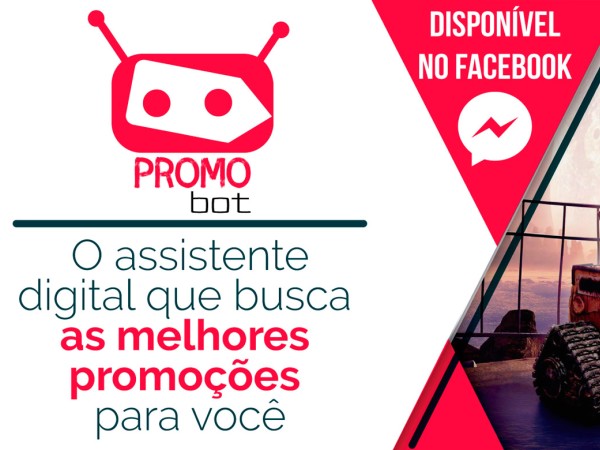 PROMO
bot
O assistente
digital que busca
as melhores
promoções
para você
DISPONÍVEL
NO FACEBOOK